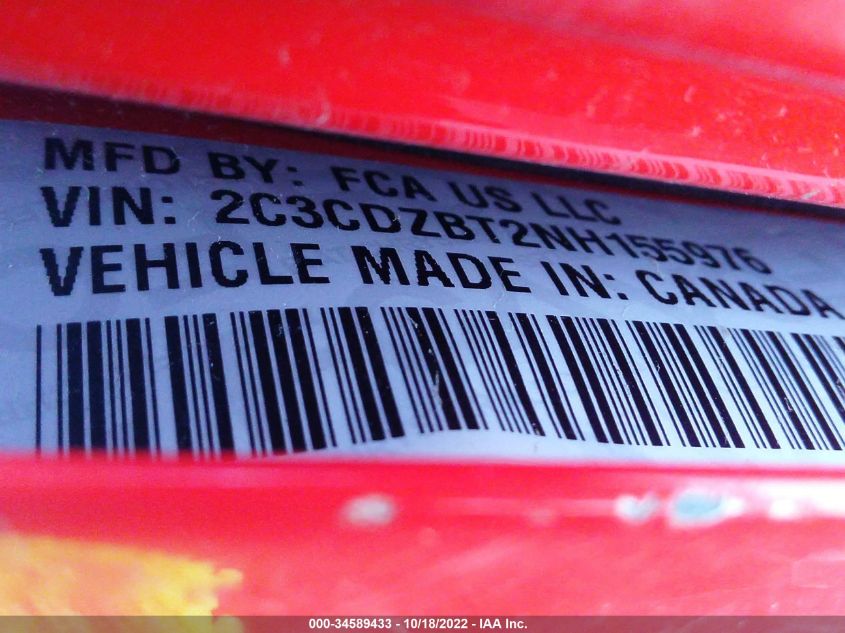 MFD BY: FCA US LLC
VIN: 2C3CDZBT2NH155976
VEHICLE MADE IN: CANADA
000-34589433 - 10/18/2022 - IAA Inc.